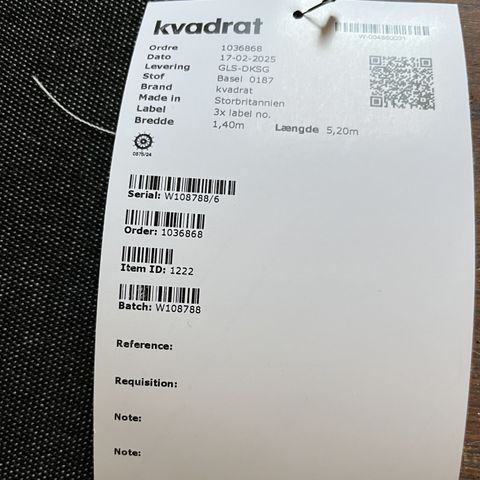 kvadrat
Ordre 1036868
Dato 17-02-2025
Levering GLS-DKSG
Stof Basel 0187
Brand kvadrat
Made in Storbritannien
Label 3x label no.
Bredde 1,40m Længde 5,20m
Serial: W108788/6
Order: 1036868
Item ID: 1222
Batch: W108788
Reference:
Requisition:
Note:
Note: